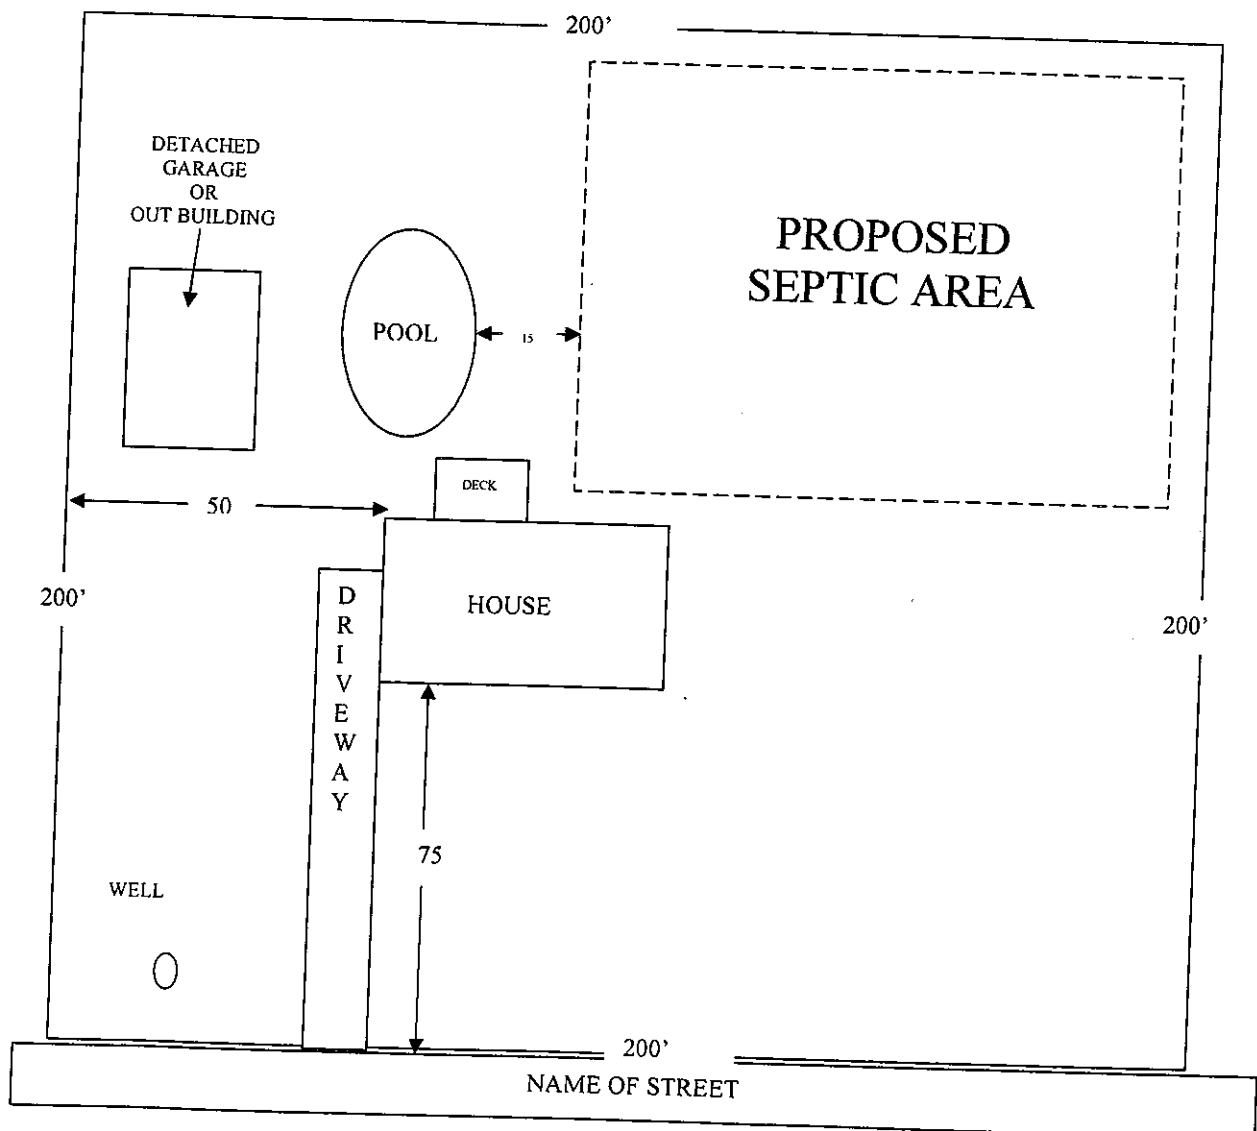 200’
DETACHED
GARAGE
OR
OUT BUILDING
PROPOSED
SEPTIC AREA
POOL
15
DECK
50
200’
DRIVEWAY
HOUSE
200’
75
WELL
200’
NAME OF STREET